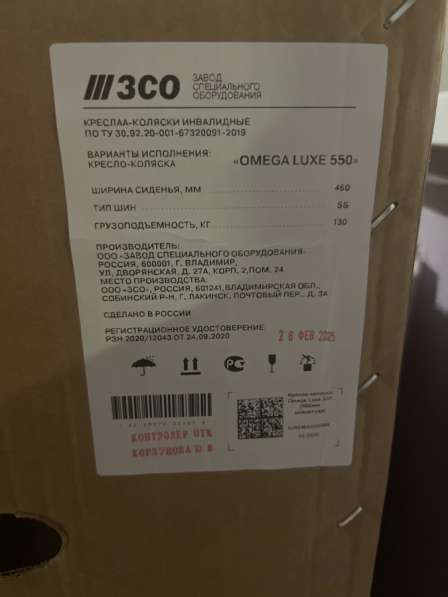 ЗСО
ЗАВОД
СПЕЦИАЛЬНОГО
ОБОРУДОВАНИЯ
КРЕСЛАА-КОЛЯСКИ ИНВАЛИДНЫЕ
ПО ТУ 30.92.20-001-67320091-2019
ВАРИАНТЫ ИСПОЛНЕНИЯ:
КРЕСЛО-КОЛЯСКА «OMEGA LUXE 550»
ШИРИНА СИДЕНЬЯ, ММ 460
ТИП ШИН SS
ГРУЗОПОДЪЕМНОСТЬ, КГ 130
ПРОИЗВОДИТЕЛЬ:
ООО «ЗАВОД СПЕЦИАЛЬНОГО ОБОРУДОВАНИЯ»
РОССИЯ, 600001, Г. ВЛАДИМИР,
УЛ. ДВОРЯНСКАЯ, Д. 27А, КОРП. 2, ПОМ. 24
МЕСТО ПРОИЗВОДСТВА:
ООО «ЗСО», РОССИЯ, 601241, ВЛАДИМИРСКАЯ ОБЛ.,
СОБИНСКИЙ Р-Н, Г. ЛАКИНСК, ПОЧТОВЫЙ ПЕР., Д. 3А
СДЕЛАНО В РОССИИ
РЕГИСТРАЦИОННОЕ УДОСТОВЕРЕНИЕ
РЗН 2020/12043 ОТ 24.09.2020
26 ФЕВ 2025
КОНТРОЛЕР ОТК
КОРЗУНОВА Ю В